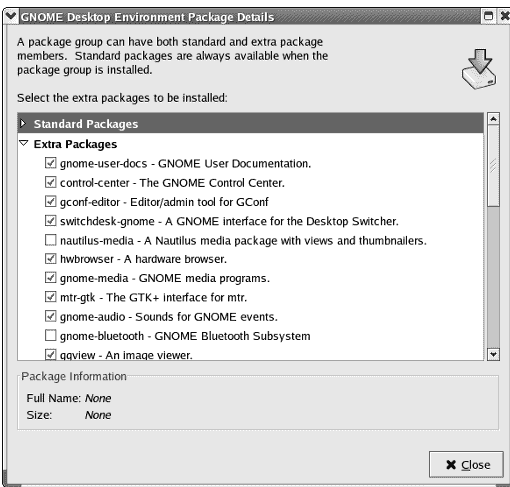 GNOME Desktop Environment Package Details
A package group can have both standard and extra package
members. Standard packages are always available when the
package group is installed.
Select the extra packages to be installed:
Standard Packages
Extra Packages
gnome-user-docs - GNOME User Documentation.
control-center - The GNOME Control Center.
gconf-editor - Editor/admin tool for GConf
switchdesk-gnome - A GNOME interface for the Desktop Switcher.
nautilus-media - A Nautilus media package with views and thumbnailers.
hwbrowser - A hardware browser.
gnome-media - GNOME media programs.
mtr-gtk - The GTK+ interface for mtr.
gnome-audio - Sounds for GNOME events.
gnome-bluetooth - GNOME Bluetooth Subsystem
gqview - An image viewer.
Package Information
Full Name: None
Size: None
Close